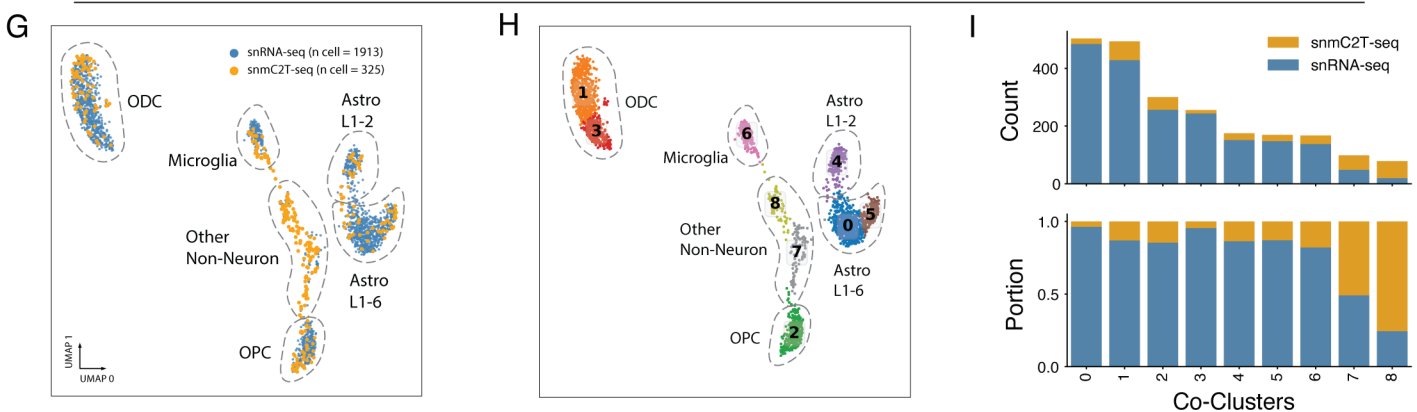 G
snRNA-seq (n cell = 1913)
snmC2T-seq (n cell = 325)
ODC
Astro
L1-2
Microglia
Other
Non-Neuron
Astro
L1-6
OPC
UMAP 1
UMAP 0
H
1
3
ODC
6
Microglia
Astro
L1-2
4
8
5
0
Other
Non-Neuron
7
Astro
L1-6
OPC
2
I
snmC2T-seq
snRNA-seq
Count
400
200
0
Portion
1.0
0.5
0.0
0 1 2 3 4 5 6 7 8
Co-Clusters